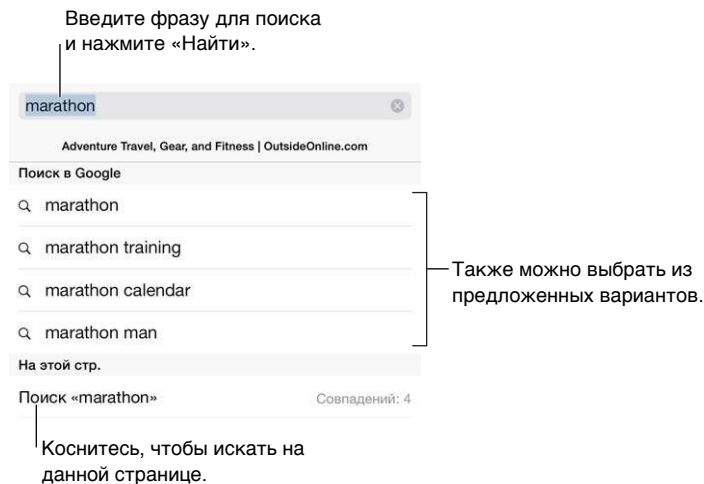 Введите фразу для поиска
и нажмите «Найти».
marathon
Adventure Travel, Gear, and Fitness | OutsideOnline.com
Поиск в Google
marathon
marathon training
marathon calendar
marathon man
Также можно выбрать из
предложенных вариантов.
На этой стр.
Поиск «marathon» Совпадений: 4
Коснитесь, чтобы искать на
данной странице.